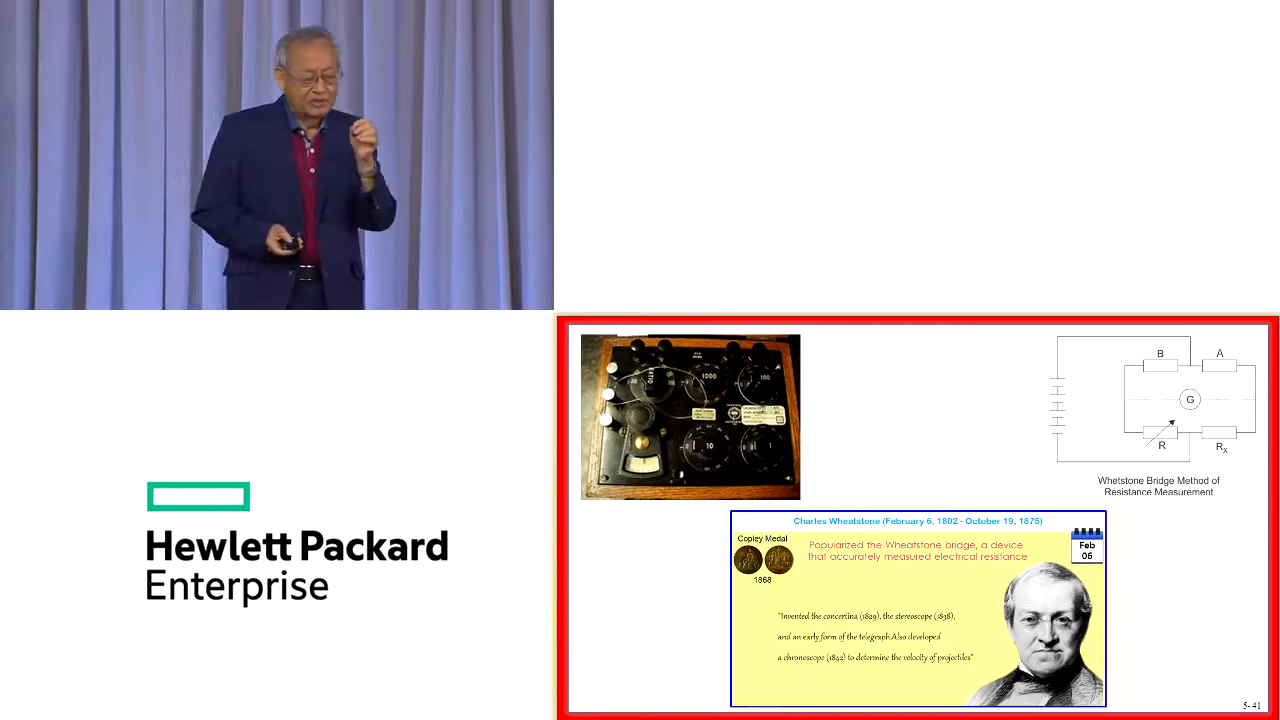 Hewlett Packard
Enterprise
RATIO
1000
100
10
1
B
A
G
R
Rx
Whetstone Bridge Method of
Resistance Measurement
Charles Wheatstone (February 6, 1802 - October 19, 1875)
Copley Medal
1868
Popularized the Wheatstone bridge, a device
that accurately measured electrical resistance
Feb
06
"Invented the concertina (1829), the stereoscope (1838),
and an early form of the telegraph.Also developed
a chronoscope (1842) to determine the velocity of projectiles"
5- 41